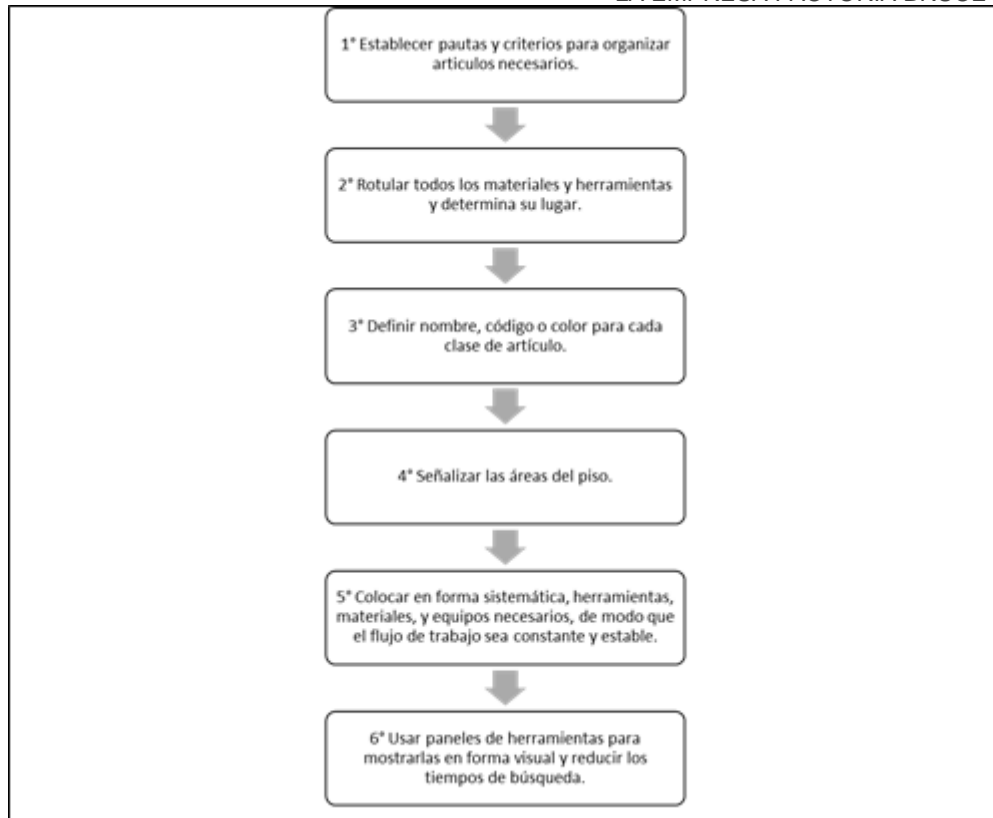 1° Establecer pautas y criterios para organizar
articulos necesarios.
2° Rotular todos los materiales y herramientas
y determina su lugar.
3° Definir nombre, código o color para cada
clase de artículo.
4° Señalizar las áreas del piso.
5° Colocar en forma sistemática, herramientas,
materiales, y equipos necesarios, de modo que
el flujo de trabajo sea constante y estable.
6° Usar paneles de herramientas para
mostrarlas en forma visual y reducir los
tiempos de búsqueda.